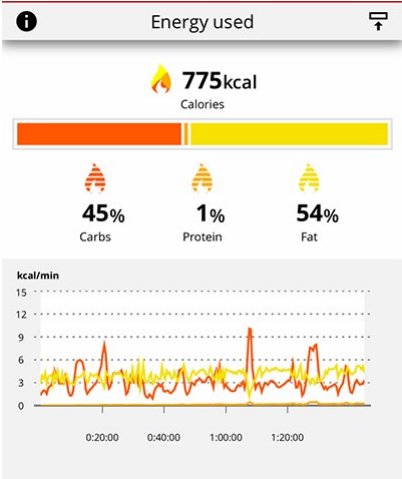 Energy used
775kcal
Calories
45% 1% 54%
Carbs Protein Fat
kcal/min
15
12
9
6
3
0
0:20:00 0:40:00 1:00:00 1:20:00